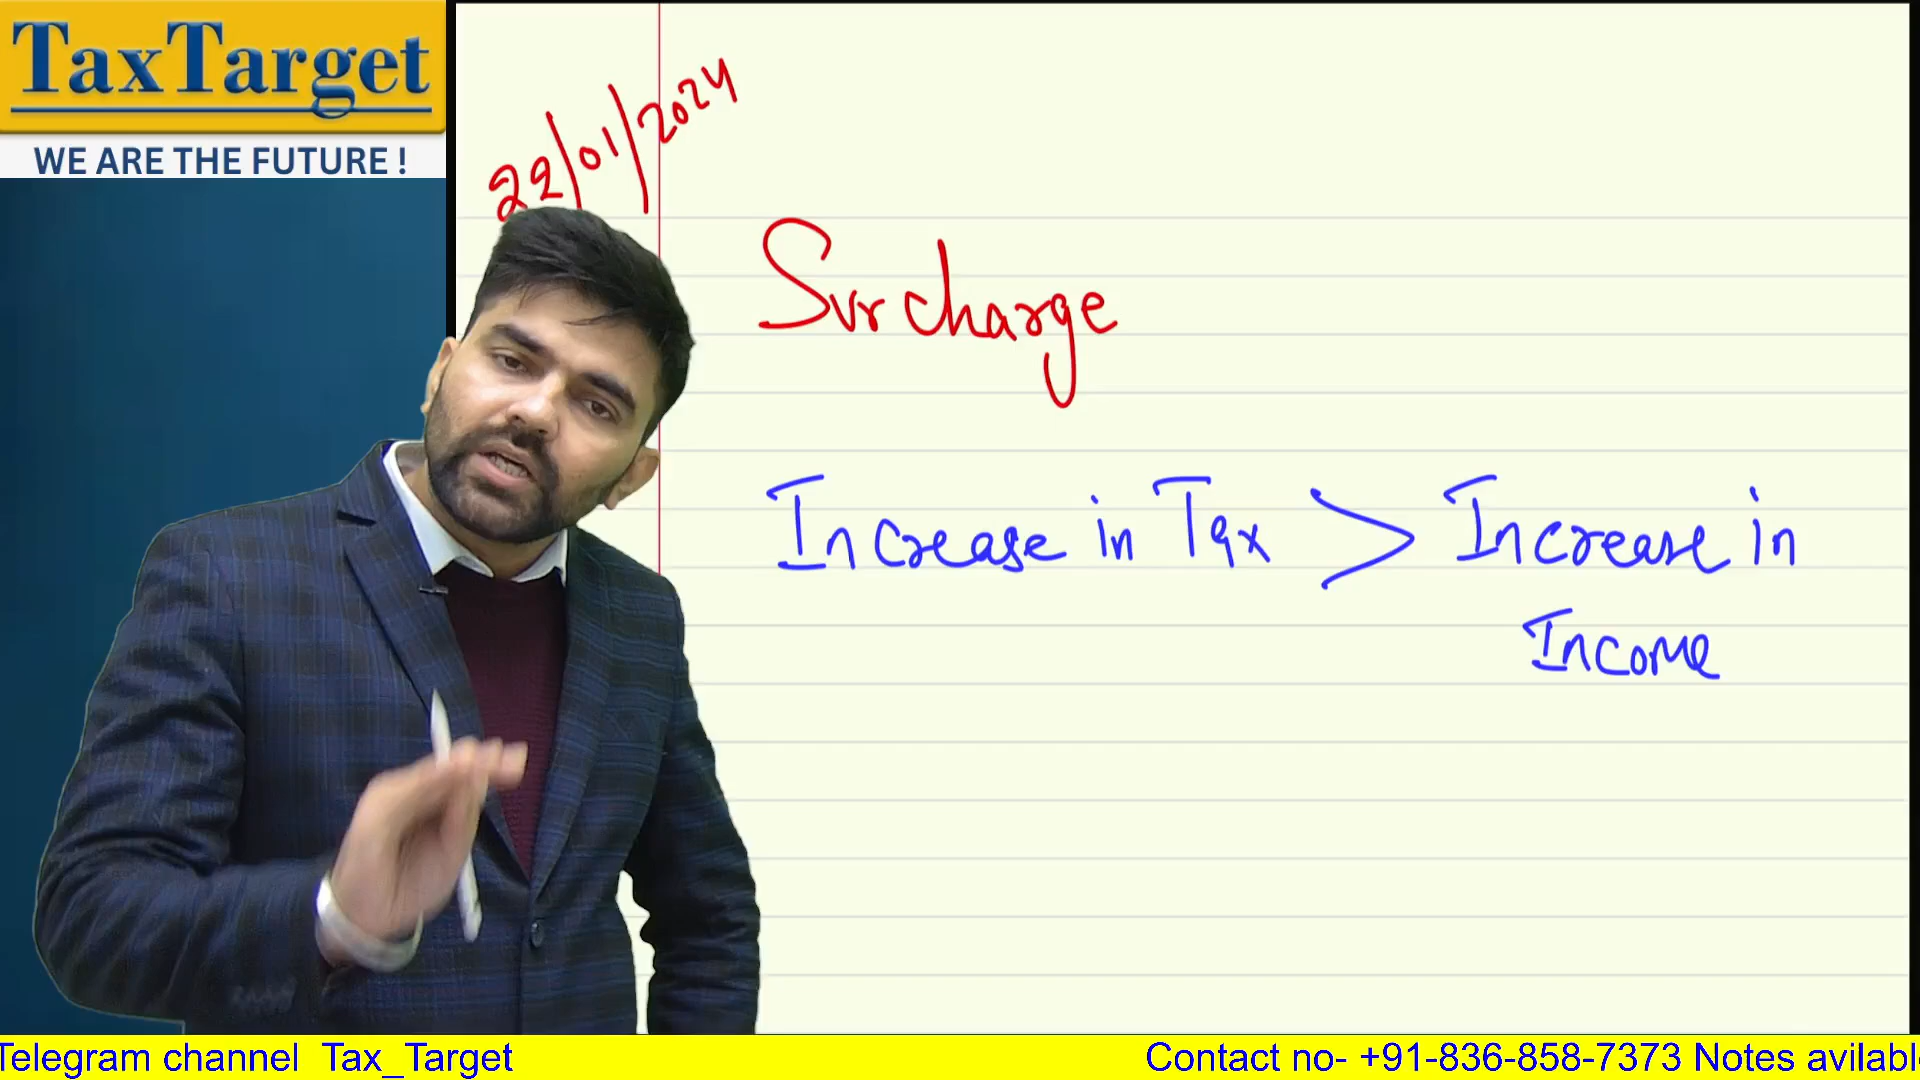 TaxTarget
WE ARE THE FUTURE !
22/01/2024
Surcharge
Increase in Tax > Increase in
Income
Telegram channel Tax_Target
Contact no- +91-836-858-7373 Notes avilabl